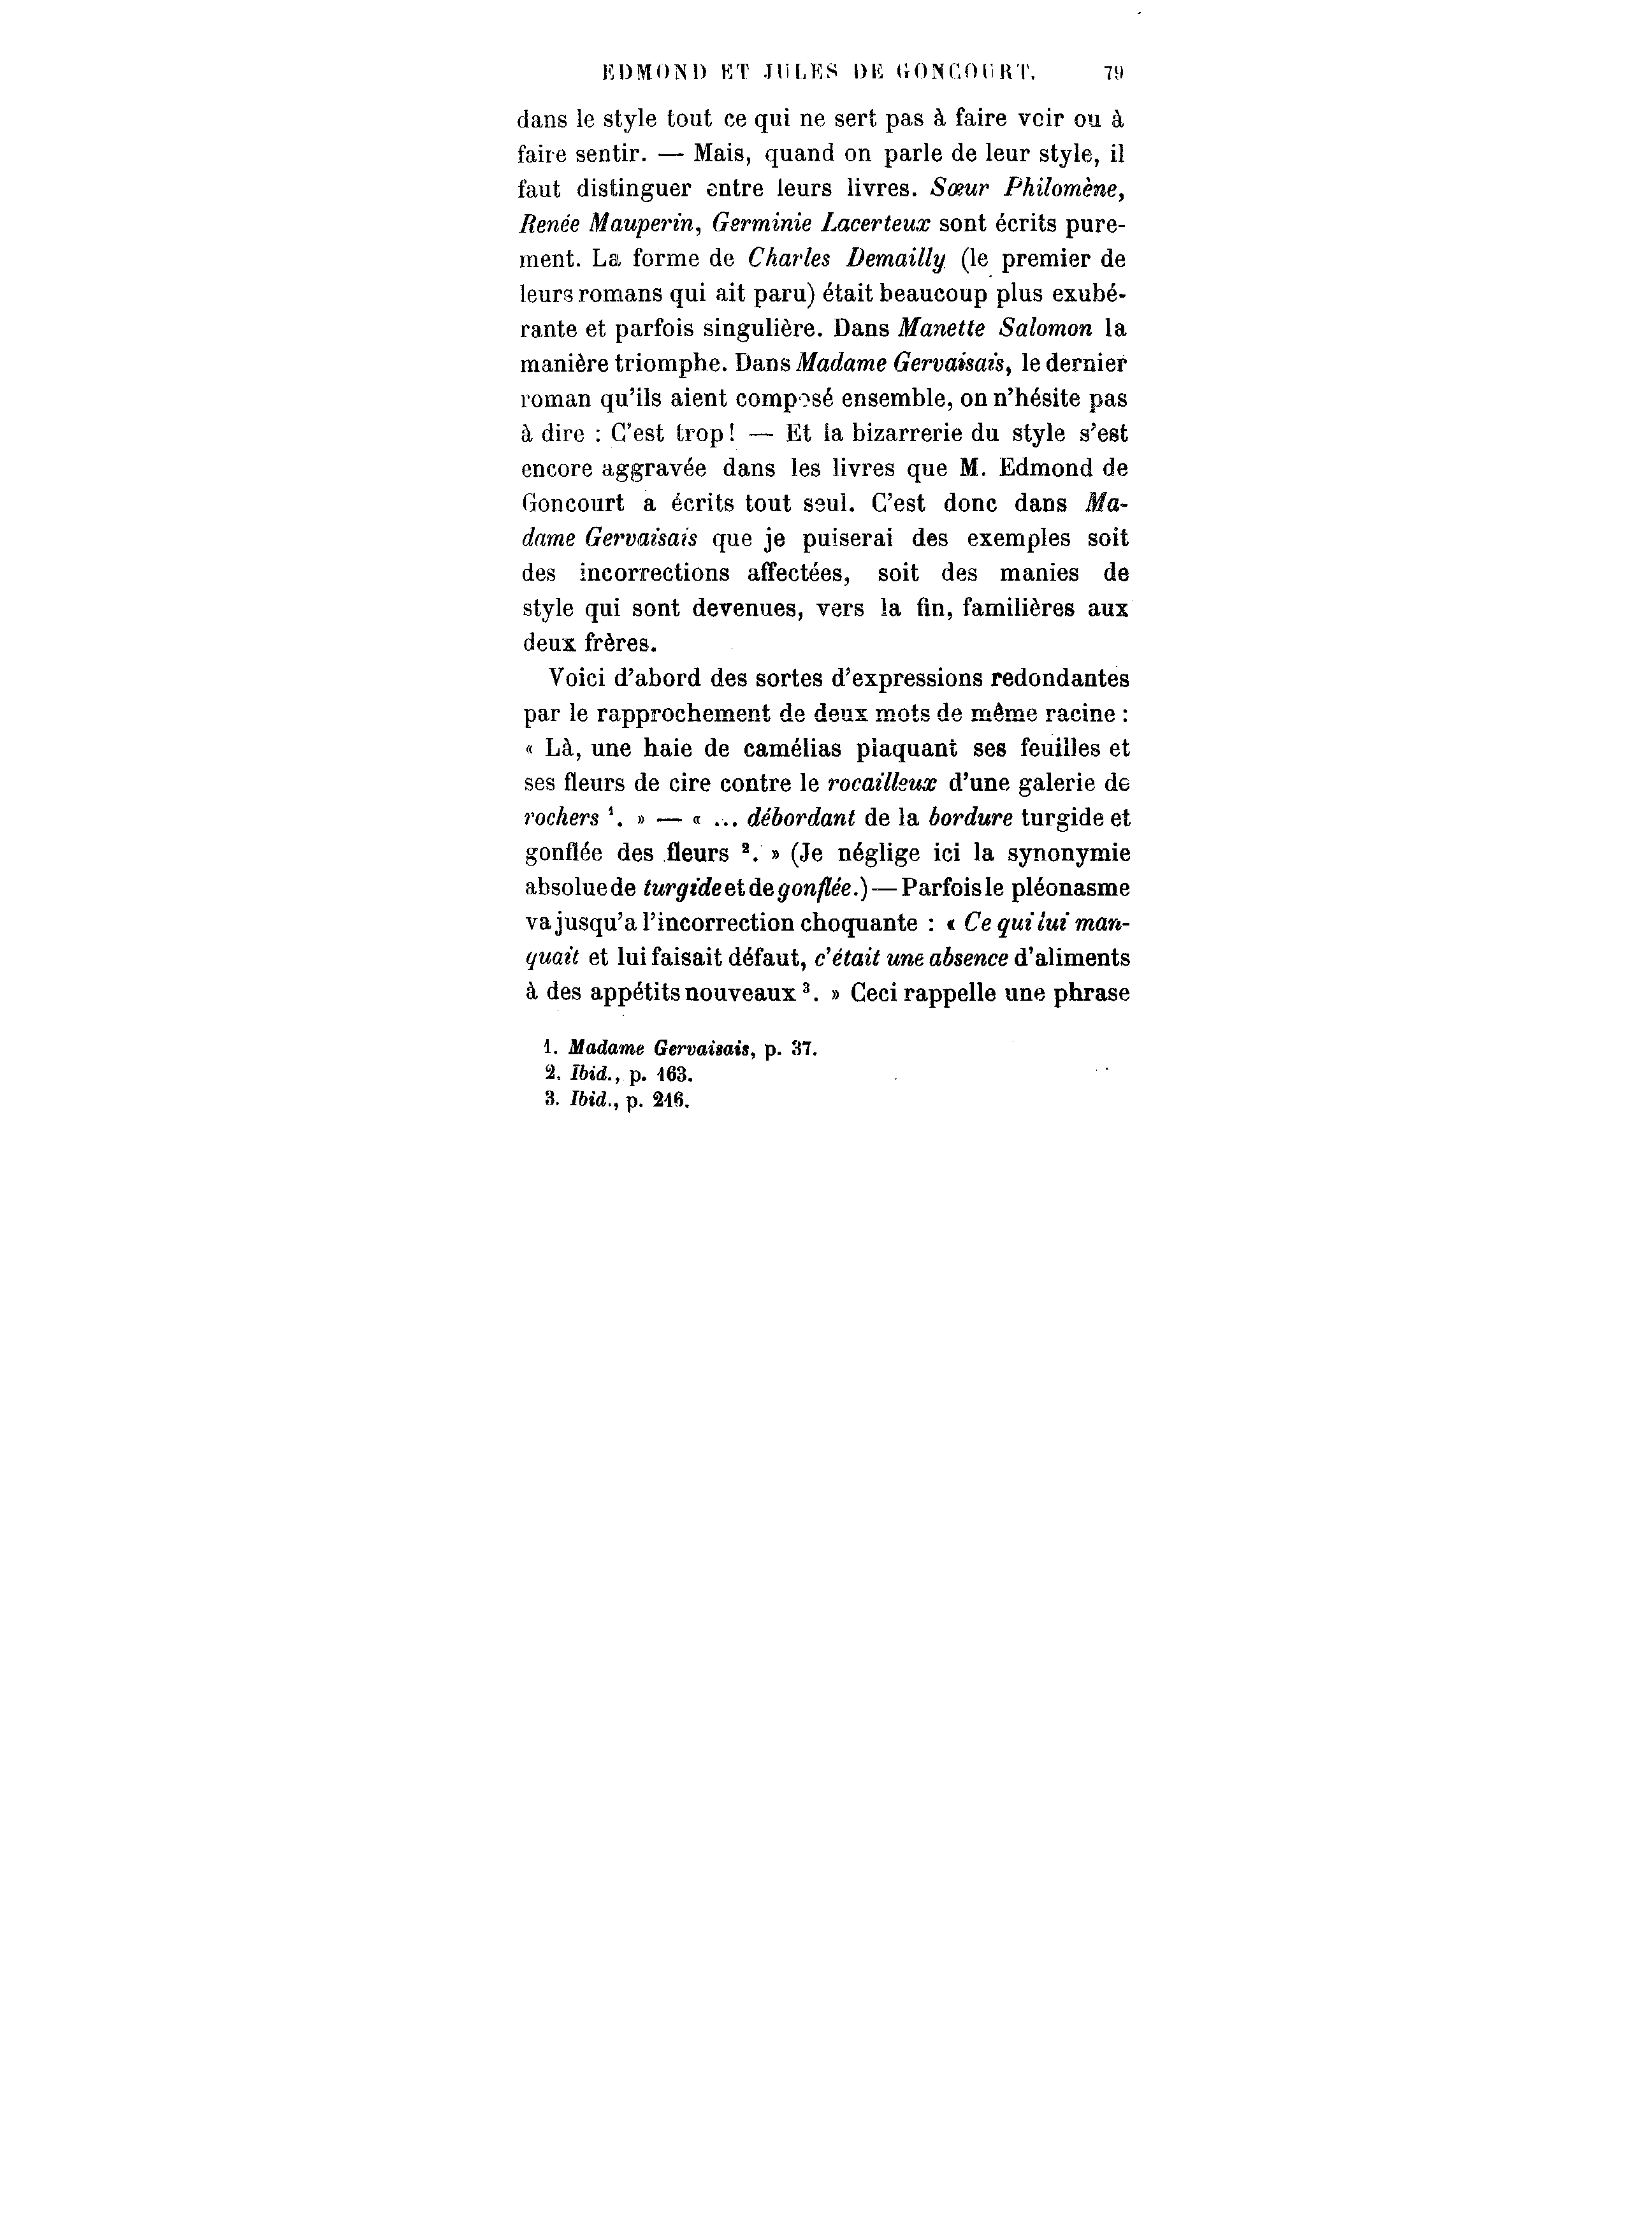 EDMOND ET JULES DE GONCOURT. 79
dans le style tout ce qui ne sert pas à faire voir ou à
faire sentir. — Mais, quand on parle de leur style, il
faut distinguer entre leurs livres. Sœur Philomène,
Renée Mauperin, Germinie Lacerteux sont écrits pure-
ment. La forme de Charles Demailly (le premier de
leurs romans qui ait paru) était beaucoup plus exubé-
rante et parfois singulière. Dans Manette Salomon la
manière triomphe. Dans Madame Gervaisais, le dernier
roman qu'ils aient composé ensemble, on n'hésite pas
à dire : C'est trop! — Et la bizarrerie du style s'est
encore aggravée dans les livres que M. Edmond de
Goncourt a écrits tout seul. C'est donc dans Ma-
dame Gervaisais que je puiserai des exemples soit
des incorrections affectées, soit des manies de
style qui sont devenues, vers la fin, familières aux
deux frères.
Voici d'abord des sortes d'expressions redondantes
par le rapprochement de deux mots de même racine :
« Là, une haie de camélias plaquant ses feuilles et
ses fleurs de cire contre le rocailleux d'une galerie de
rochers ¹. » — « ... débordant de la bordure turgide et
gonflée des fleurs ². » (Je néglige ici la synonymie
absolue de turgide et de gonflée.) — Parfois le pléonasme
va jusqu'a l'incorrection choquante : « Ce qui lui man-
quait et lui faisait défaut, c'était une absence d'aliments
à des appétits nouveaux ³. » Ceci rappelle une phrase
1. Madame Gervaisais, p. 37.
2. Ibid., p. 163.
3. Ibid., p. 216.